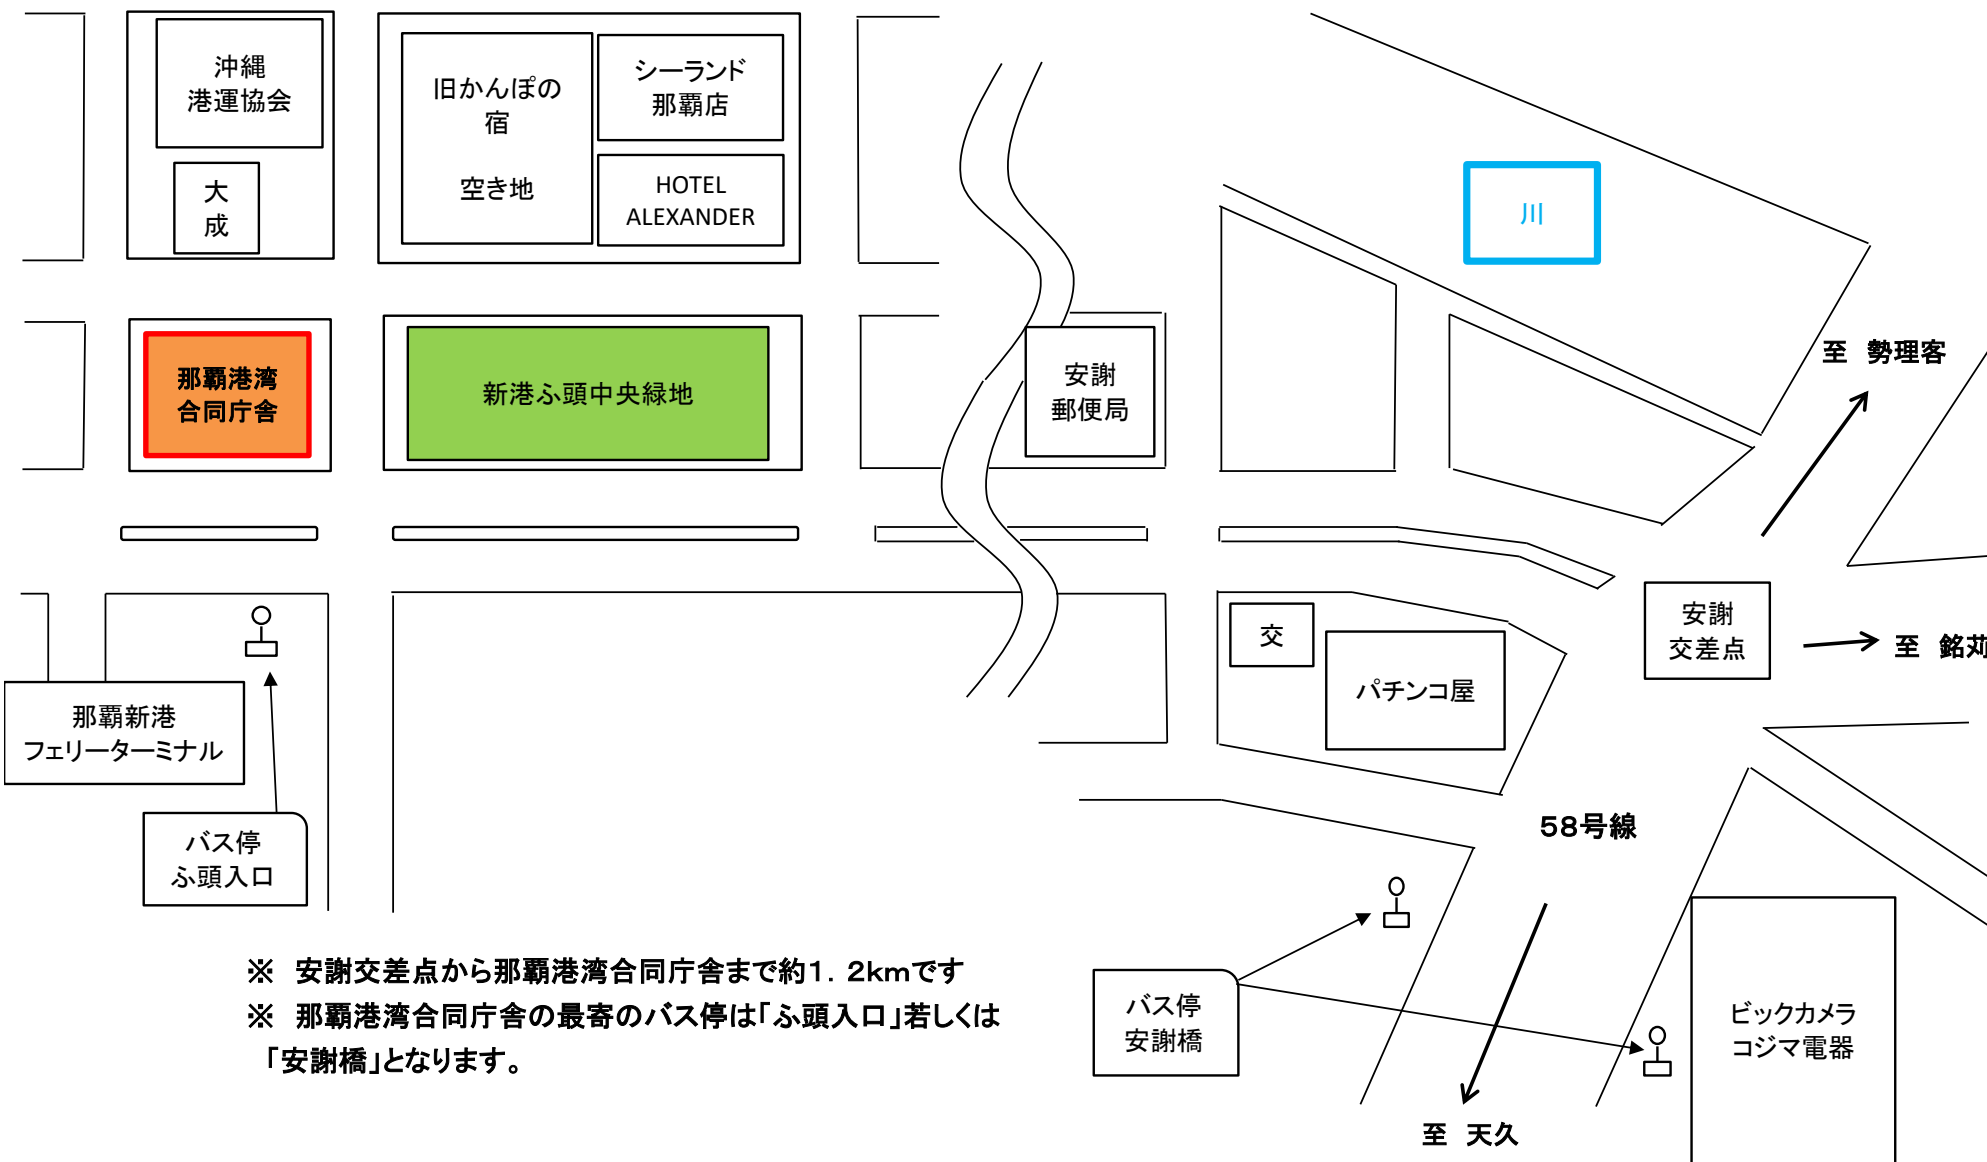 沖縄
港運協会
大
成
旧かんぽの
宿
空き地
シーランド
那覇店
HOTEL
ALEXANDER
川
至　勢理客
那覇港湾
合同庁舎
新港ふ頭中央緑地
安謝
郵便局
安謝
交差点
至　銘苅
交
パチンコ屋
那覇新港
フェリーターミナル
バス停
ふ頭入口
58号線
※　安謝交差点から那覇港湾合同庁舎まで約1．2kmです
※　那覇港湾合同庁舎の最寄のバス停は「ふ頭入口」若しくは
「安謝橋」となります。
バス停
安謝橋
ビックカメラ
コジマ電器
至　天久